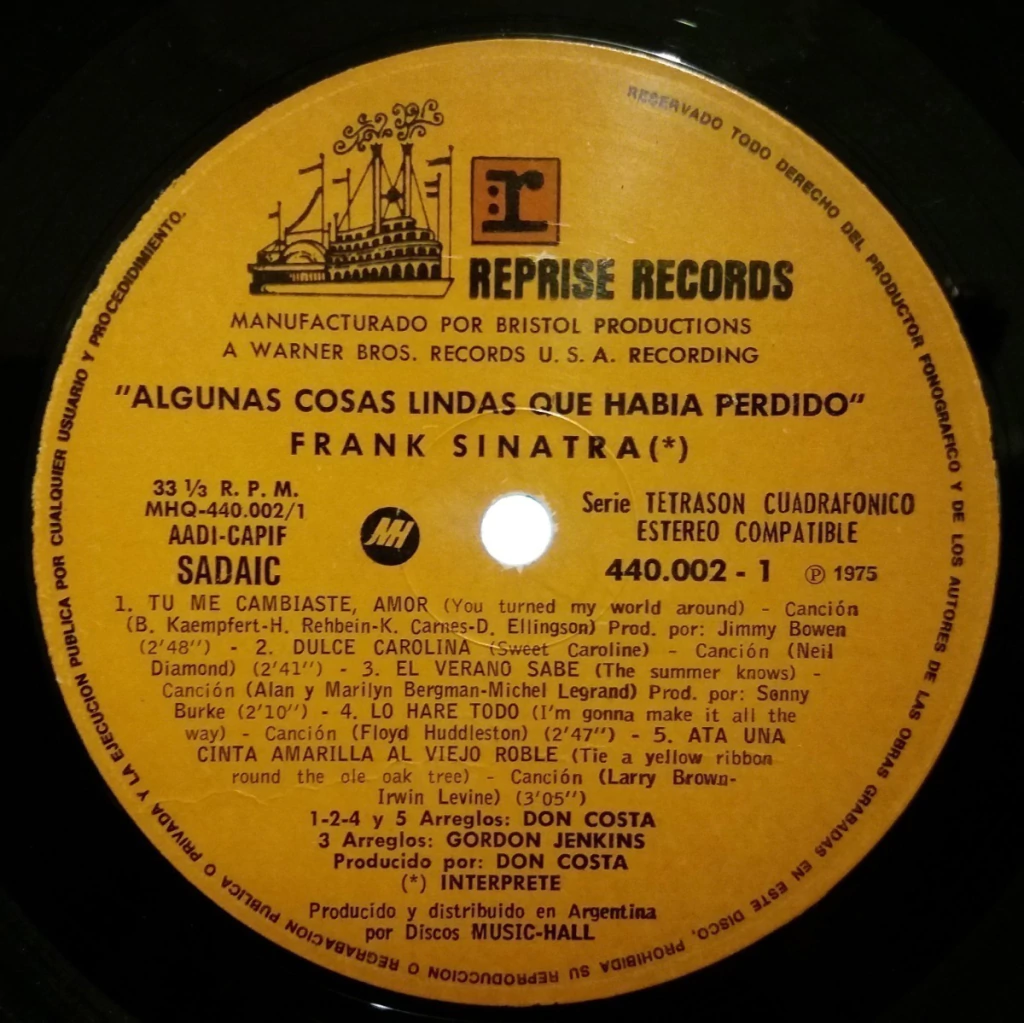 r
REPRISE RECORDS
MANUFACTURADO POR BRISTOL PRODUCTIONS
A WARNER BROS. RECORDS U. S. A. RECORDING
"ALGUNAS COSAS LINDAS QUE HABIA PERDIDO"
FRANK SINATRA (*)
33 1/3 R. P. M.
MHQ-440.002/1
AADI-CAPIF
SADAIC
MH
Serie TETRASON CUADRAFONICO
ESTEREO COMPATIBLE
440.002 - 1 Ⓟ 1975
1. TU ME CAMBIASTE, AMOR (You turned my world around) - Canción
(B. Kaempfert-H. Rehbein-K. Carnes-D. Ellingson) Prod. por: Jimmy Bowen
(2'48'') - 2. DULCE CAROLINA (Sweet Caroline) - Canción (Neil
Diamond) (2'41'') - 3. EL VERANO SABE (The summer knows) -
Canción (Alan y Marilyn Bergman-Michel Legrand) Prod. por: Sonny
Burke (2'10'') - 4. LO HARE TODO (I'm gonna make it all the
way) - Canción (Floyd Huddleston) (2'47'') - 5. ATA UNA
CINTA AMARILLA AL VIEJO ROBLE (Tie a yellow ribbon
round the ole oak tree) - Canción (Larry Brown-
Irwin Levine) (3'05'')
1-2-4 y 5 Arreglos: DON COSTA
3 Arreglos: GORDON JENKINS
Producido por: DON COSTA
(*) INTERPRETE
Producido y distribuido en Argentina
por Discos MUSIC-HALL
RESERVADO TODO DERECHO DEL PRODUCTOR FONOGRAFICO Y DE LOS AUTORES DE LAS OBRAS GRABADAS EN ESTE DISCO, PROHIBIDA SU REPRODUCCION O REGRABACION PUBLICA O PRIVADA Y LA EJECUCION PUBLICA POR CUALQUIER USUARIO Y PROCEDIDIMIENTO.